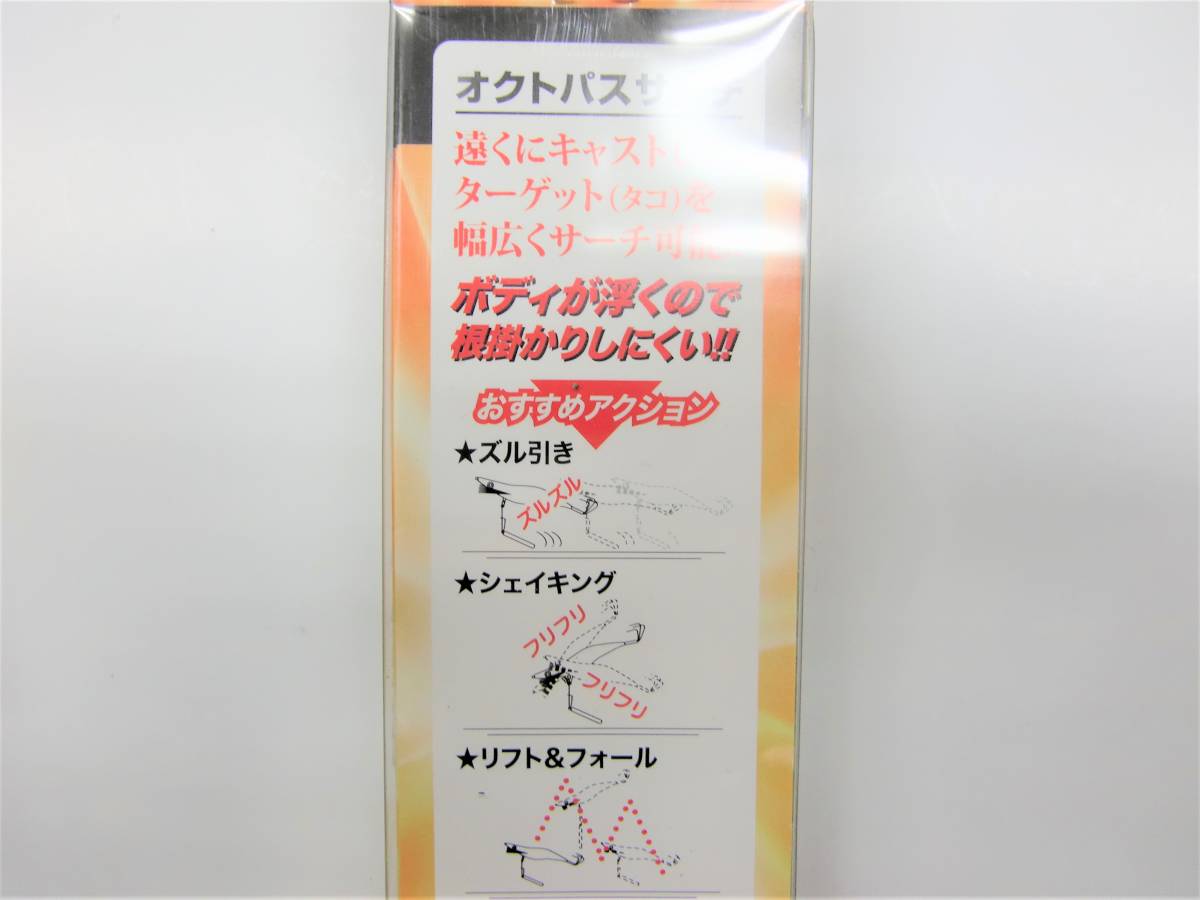 オクトパスサーチ
遠くにキャスト
ターゲット(タコ)を
幅広くサーチ可能
ボディが浮くので
根掛かりしにくい!!
おすすめアクション
★ズル引き
ズルズル
★シェイキング
フリフリ
フリフリ
★リフト&フォール